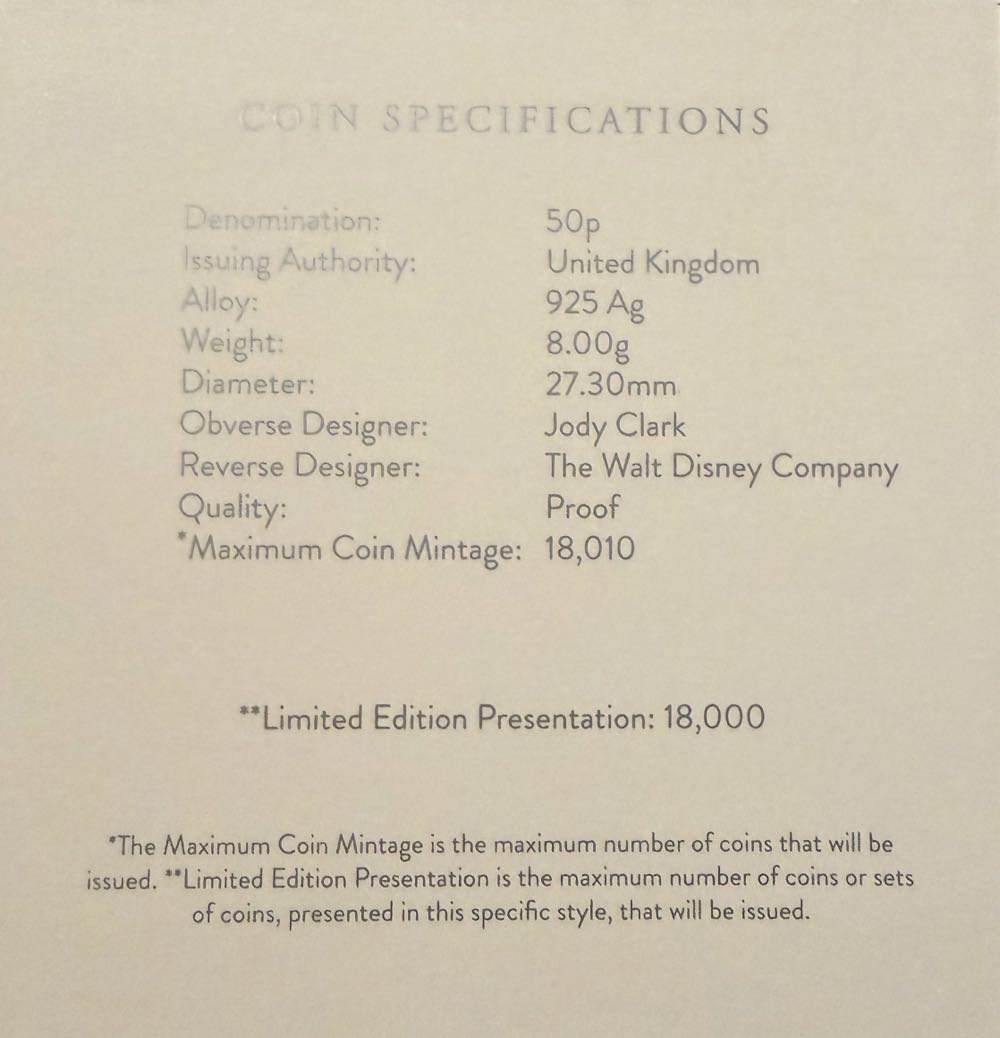 COIN SPECIFICATIONS
Denomination: 50p
Issuing Authority: United Kingdom
Alloy: 925 Ag
Weight: 8.00g
Diameter: 27.30mm
Obverse Designer: Jody Clark
Reverse Designer: The Walt Disney Company
Quality: Proof
*Maximum Coin Mintage: 18,010
**Limited Edition Presentation: 18,000
*The Maximum Coin Mintage is the maximum number of coins that will be
issued. **Limited Edition Presentation is the maximum number of coins or sets
of coins, presented in this specific style, that will be issued.